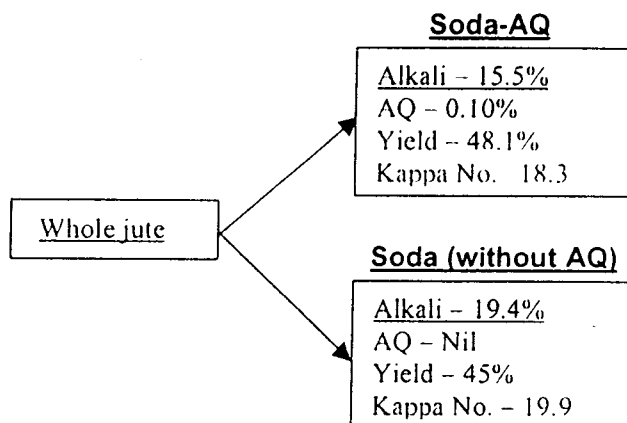 Soda-AQ
Alkali – 15.5%
AQ – 0.10%
Yield – 48.1%
Kappa No. 18.3
Whole jute
Soda (without AQ)
Alkali – 19.4%
AQ – Nil
Yield – 45%
Kappa No. – 19.9